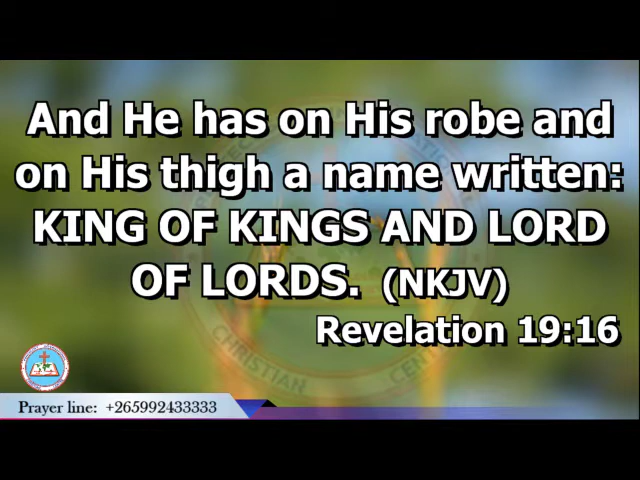 And He has on His robe and
on His thigh a name written:
KING OF KINGS AND LORD
OF LORDS. (NKJV)
Revelation 19:16
CHRISTIAN
Prayer line: +265992433333